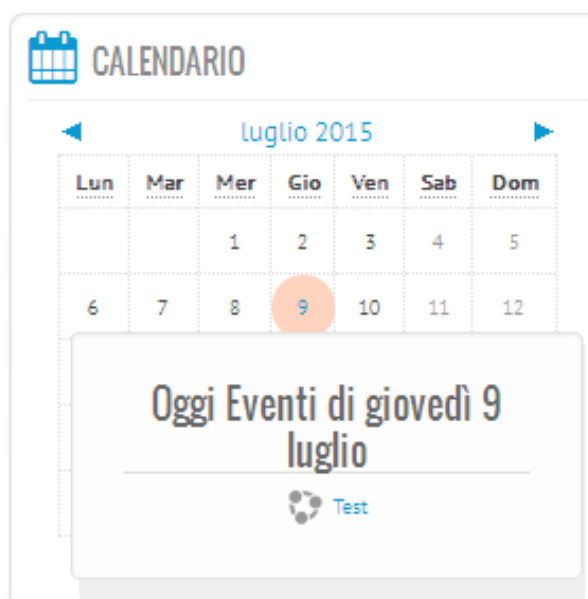 CALENDARIO
luglio 2015
Lun Mar Mer Gio Ven Sab Dom
1 2 3 4 5
6 7 8 9 10 11 12
Oggi Eventi di giovedì 9
luglio
Test